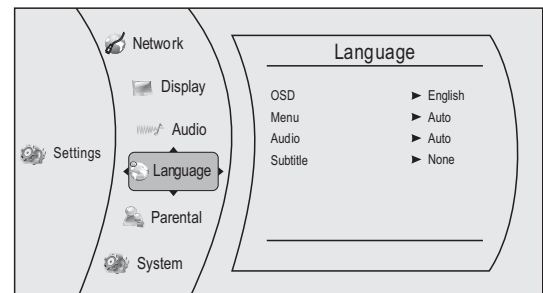 Settings
Network
Display
Audio
Language
Parental
System
Language
OSD ► English
Menu ► Auto
Audio ► Auto
Subtitle ► None